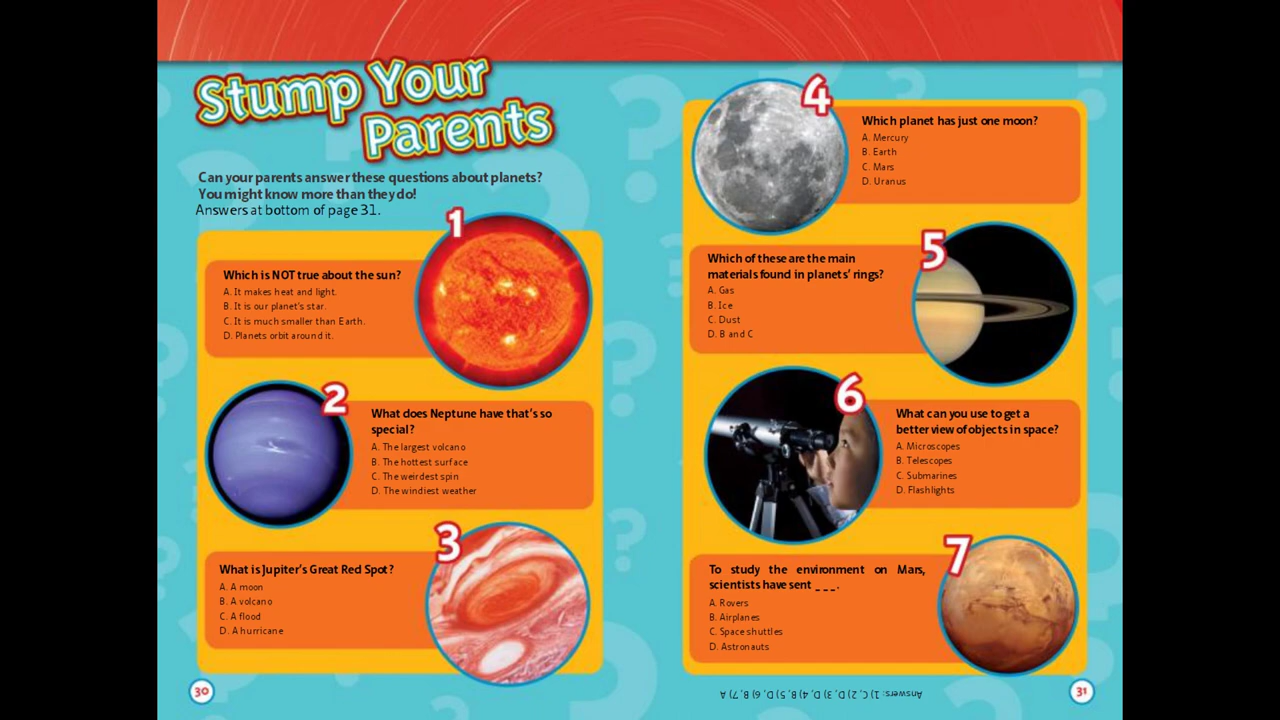 Stump Your
Parents
Can your parents answer these questions about planets?
You might know more than they do!
Answers at bottom of page 31.
1
Which is NOT true about the sun?
A. It makes heat and light.
B. It is our planet's star.
C. It is much smaller than Earth.
D. Planets orbit around it.
2
What does Neptune have that's so
special?
A. The largest volcano
B. The hottest surface
C. The weirdest spin
D. The windiest weather
3
What is Jupiter's Great Red Spot?
A. A moon
B. A volcano
C. A flood
D. A hurricane
30
4
Which planet has just one moon?
A. Mercury
B. Earth
C. Mars
D. Uranus
5
Which of these are the main
materials found in planets' rings?
A. Gas
B. Ice
C. Dust
D. B and C
6
What can you use to get a
better view of objects in space?
A. Microscopes
B. Telescopes
C. Submarines
D. Flashlights
7
To study the environment on Mars,
scientists have sent _ _ _.
A. Rovers
B. Airplanes
C. Space shuttles
D. Astronauts
Answers: 1) C, 2) D, 3) D, 4) B, 5) D, 6) B, 7) A
31